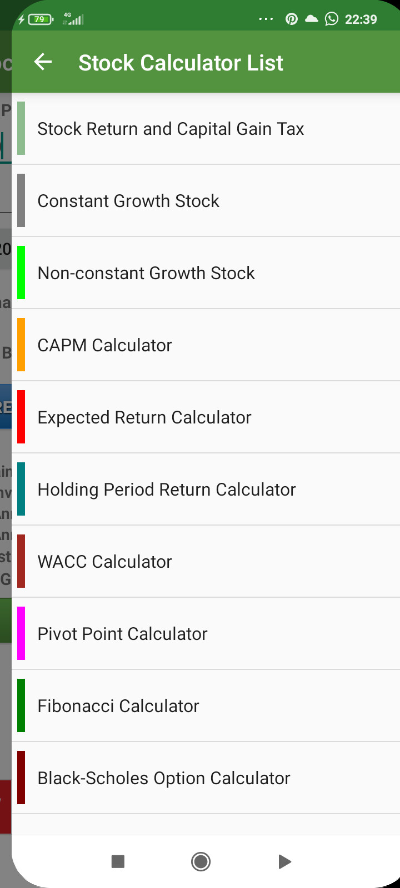 79 4G ... 22:39
Stock Calculator List
Stock Return and Capital Gain Tax
Constant Growth Stock
Non-constant Growth Stock
CAPM Calculator
Expected Return Calculator
Holding Period Return Calculator
WACC Calculator
Pivot Point Calculator
Fibonacci Calculator
Black-Scholes Option Calculator